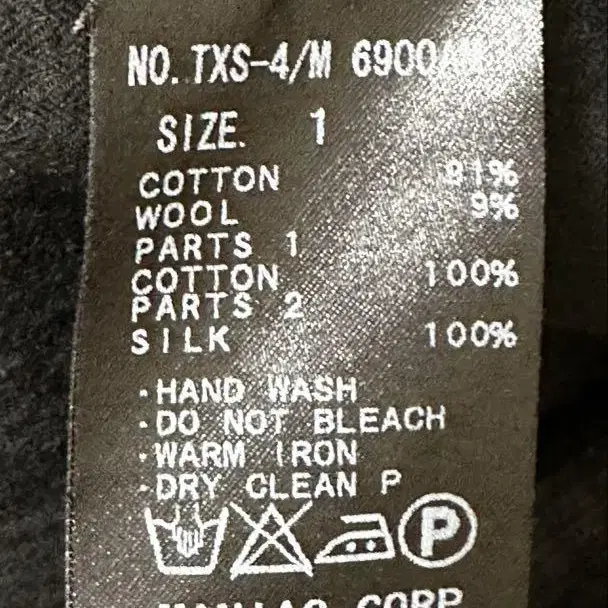 NO. TXS-4/M 6900AM
SIZE. 1
COTTON 91%
WOOL 9%
PARTS 1
COTTON 100%
PARTS 2
SILK 100%
·HAND WASH
·DO NOT BLEACH
·WARM IRON
·DRY CLEAN P
P
CORP